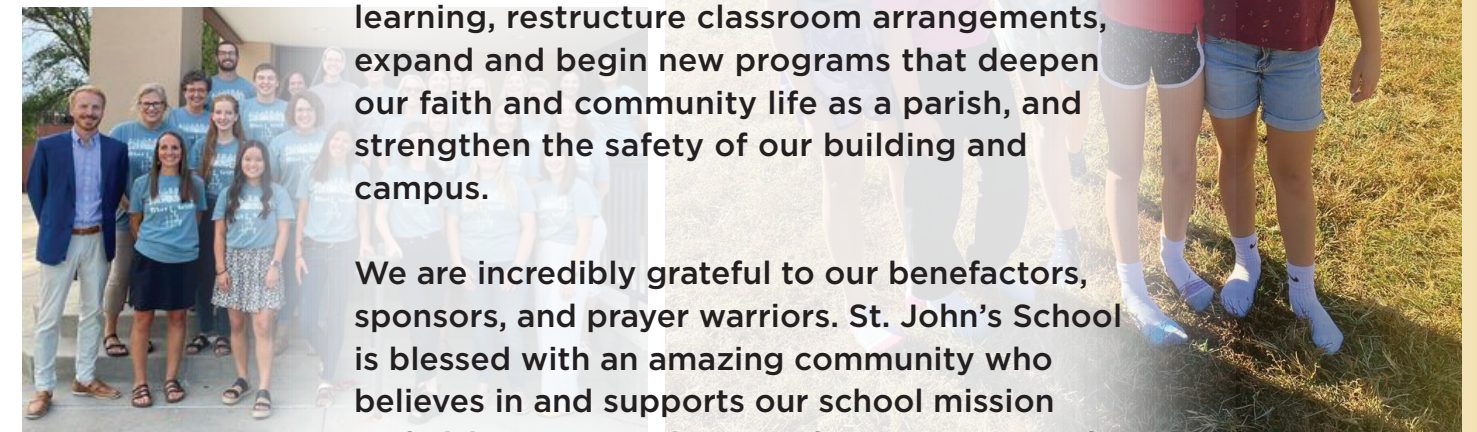 learning, restructure classroom arrangements,
expand and begin new programs that deepen
our faith and community life as a parish, and
strengthen the safety of our building and
campus.
We are incredibly grateful to our benefactors,
sponsors, and prayer warriors. St. John’s School
is blessed with an amazing community who
believes in and supports our school mission